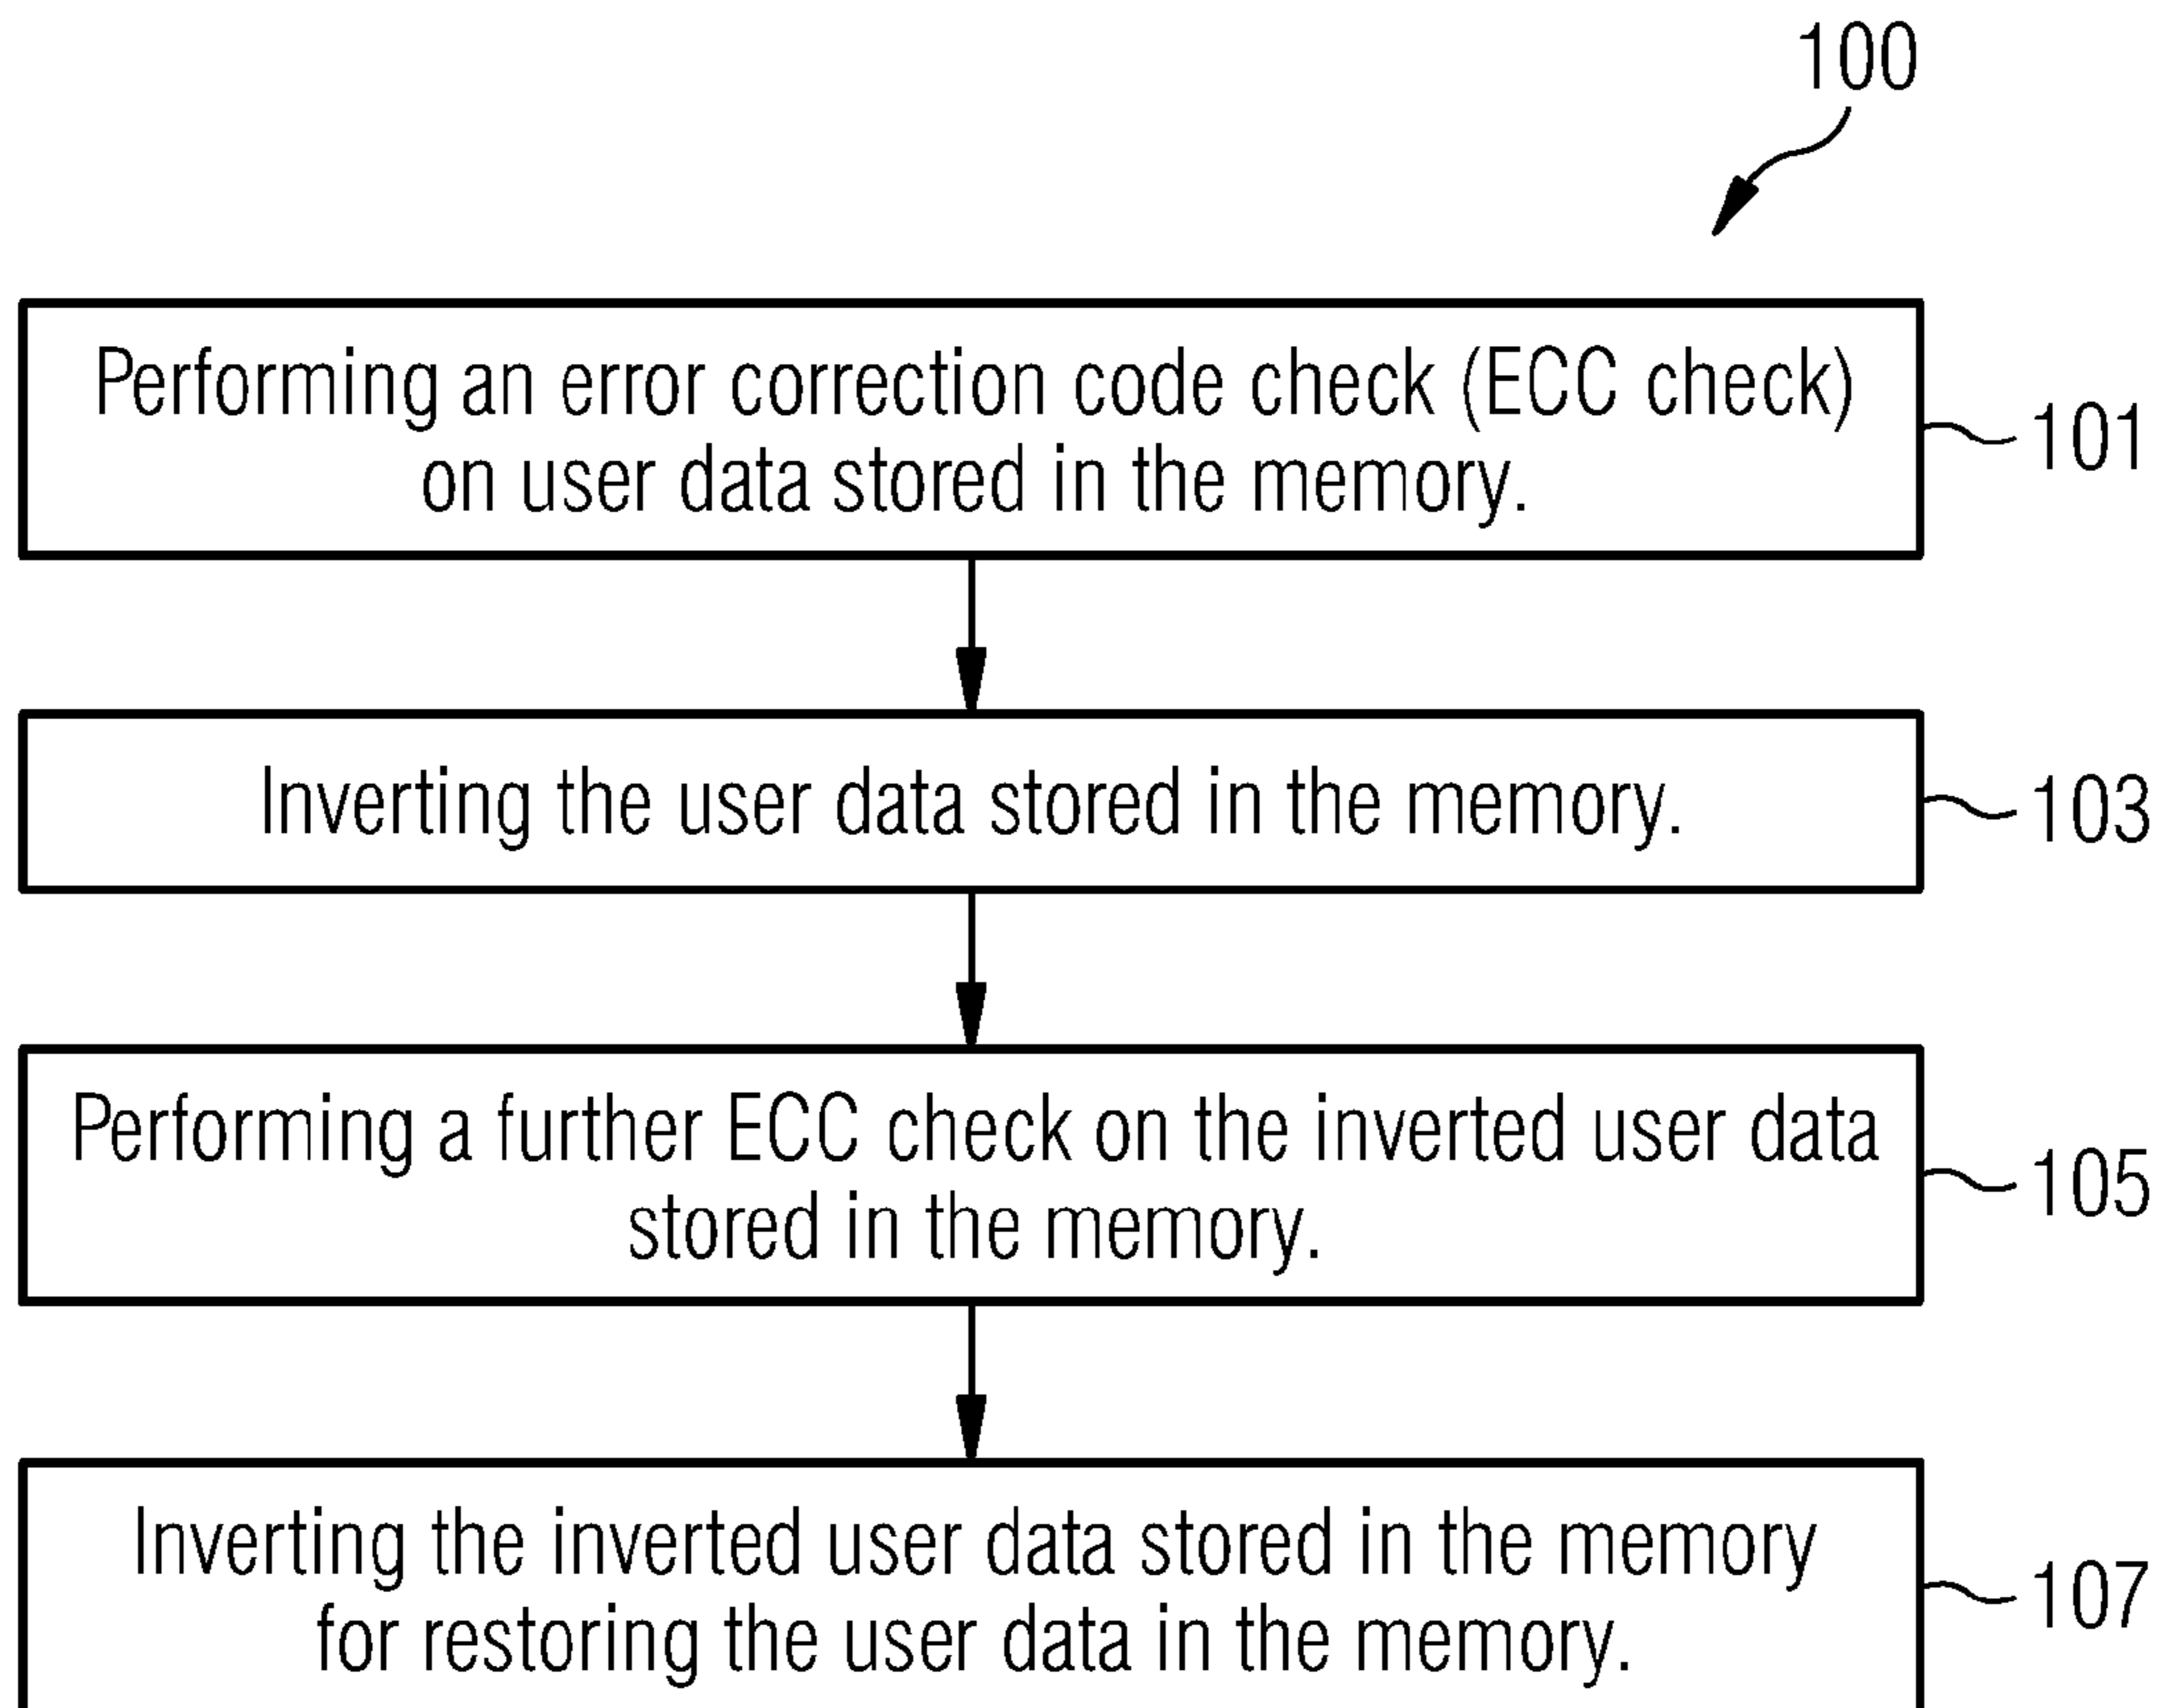 100
Performing an error correction code check (ECC check)
on user data stored in the memory.
101
Inverting the user data stored in the memory.
103
Performing a further ECC check on the inverted user data
stored in the memory.
105
Inverting the inverted user data stored in the memory
for restoring the user data in the memory.
107